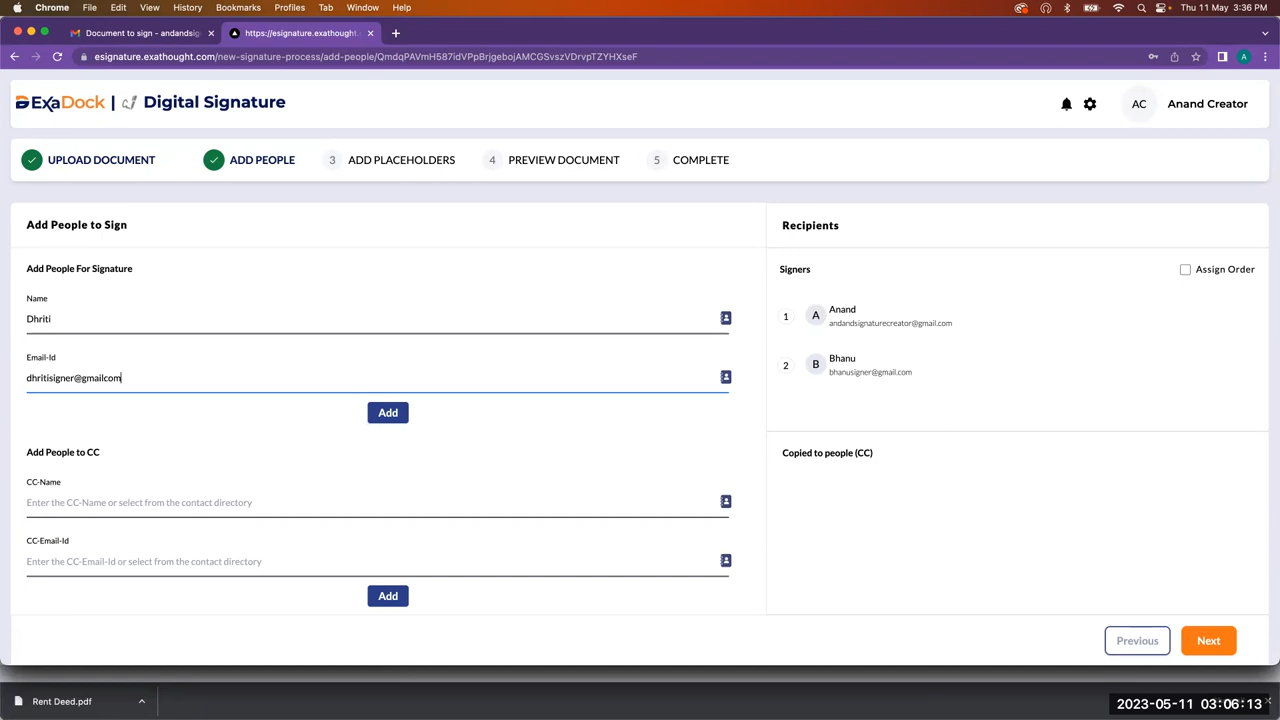 Chrome File Edit View History Bookmarks Profiles Tab Window Help Thu 11 May 3:36 PM
Document to sign - andandsig × https://esignature.exathought. × +
esignature.exathought.com/new-signature-process/add-people/QmdqPAVmH587idVPpBrjgebojAMCGSvszVDrvpTZYHXseF A
ExaDock | Digital Signature AC Anand Creator
UPLOAD DOCUMENT ADD PEOPLE 3 ADD PLACEHOLDERS 4 PREVIEW DOCUMENT 5 COMPLETE
Add People to Sign
Add People For Signature
Name
Dhriti
Email-Id
dhritisigner@gmailcom
Add
Add People to CC
CC-Name
Enter the CC-Name or select from the contact directory
CC-Email-Id
Enter the CC-Email-Id or select from the contact directory
Add
Recipients
Signers Assign Order
1 A Anand
andandsignaturecreator@gmail.com
2 B Bhanu
bhanusigner@gmail.com
Copied to people (CC)
Previous Next
Rent Deed.pdf
2023-05-11 03:06:13